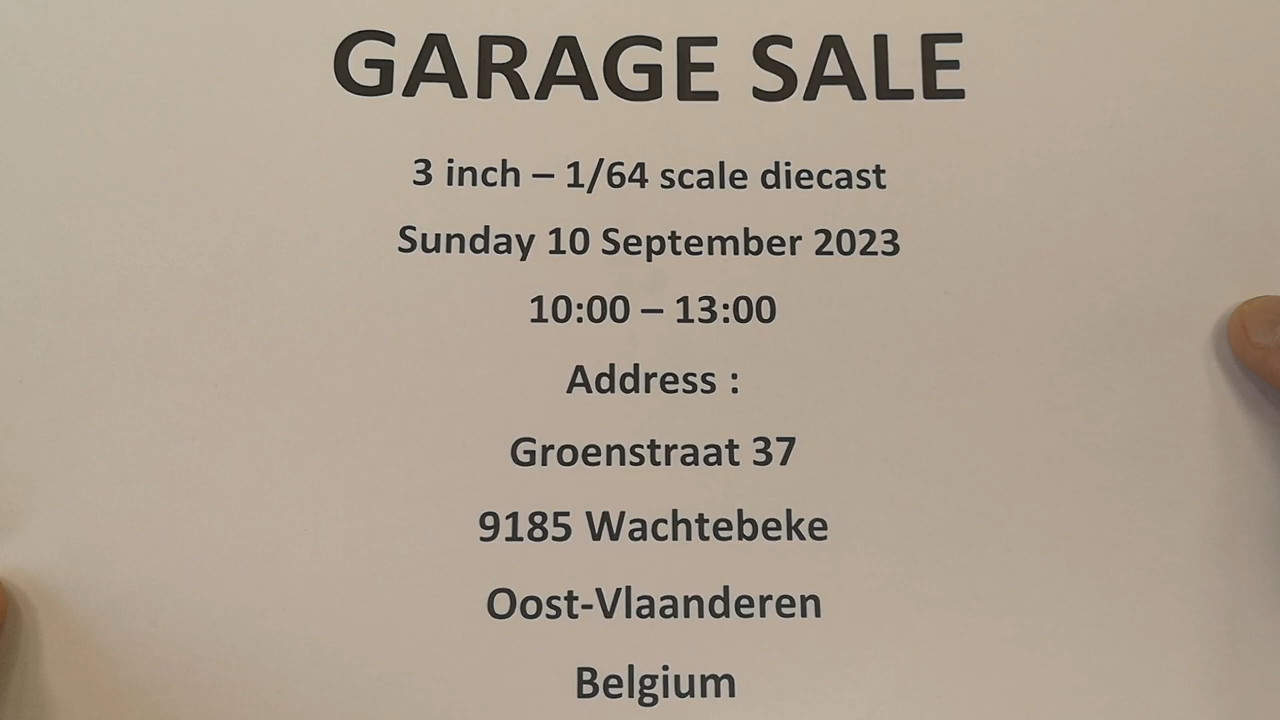 GARAGE SALE
3 inch – 1/64 scale diecast
Sunday 10 September 2023
10:00 – 13:00
Address :
Groenstraat 37
9185 Wachtebeke
Oost-Vlaanderen
Belgium